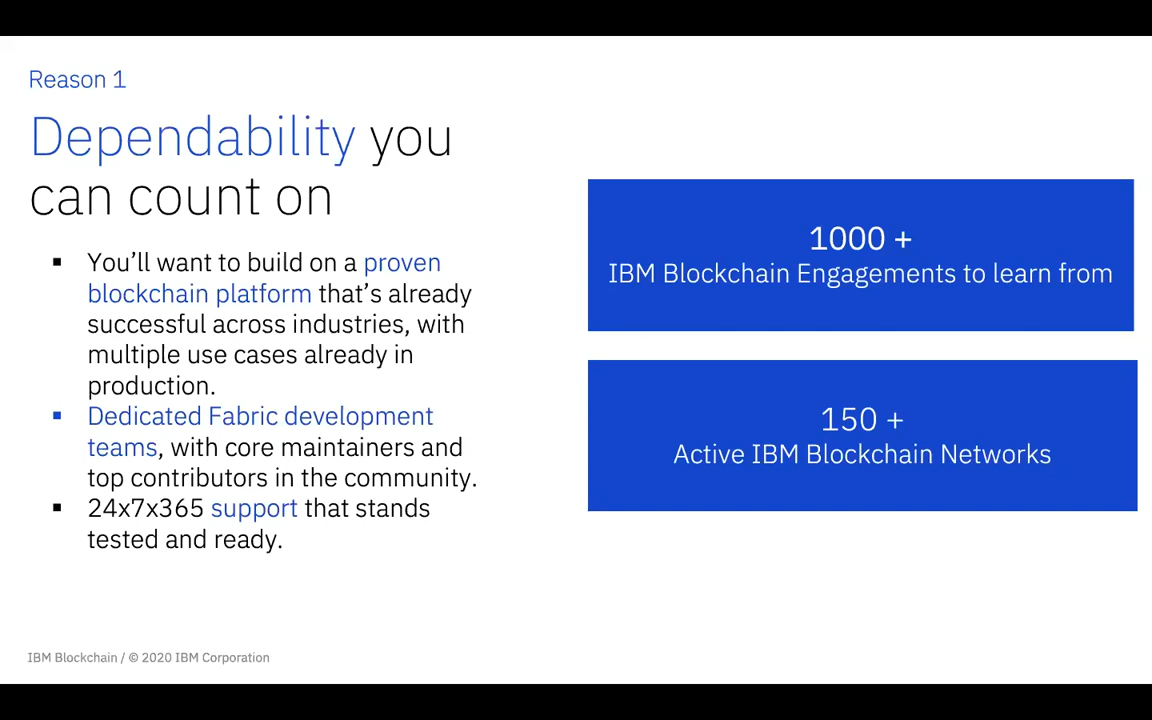 Reason 1
Dependability you
can count on
▪ You’ll want to build on a proven
blockchain platform that’s already
successful across industries, with
multiple use cases already in
production.
▪ Dedicated Fabric development
teams, with core maintainers and
top contributors in the community.
▪ 24x7x365 support that stands
tested and ready.
1000 +
IBM Blockchain Engagements to learn from
150 +
Active IBM Blockchain Networks
IBM Blockchain / © 2020 IBM Corporation